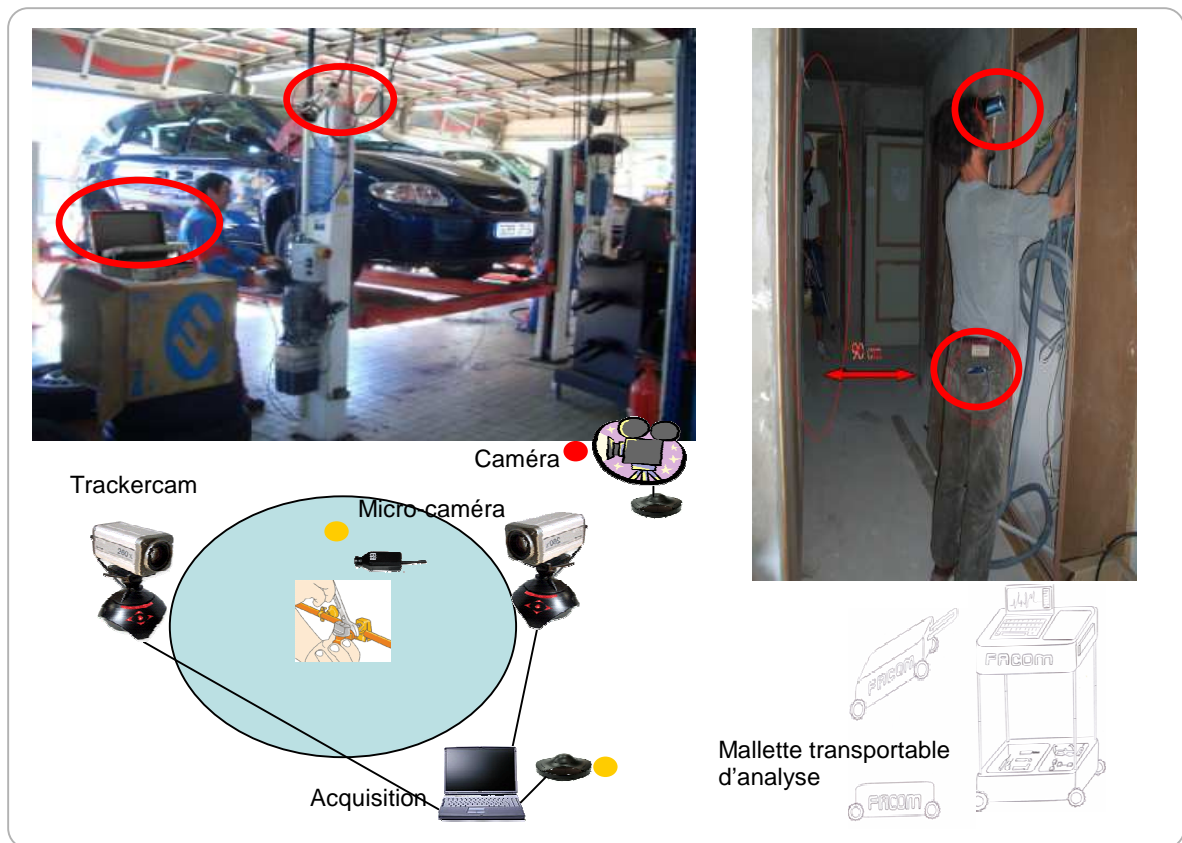 90 cm
Caméra
Trackercam
Micro-caméra
FACOM
FACOM
Mallette transportable
d'analyse
FACOM
Acquisition